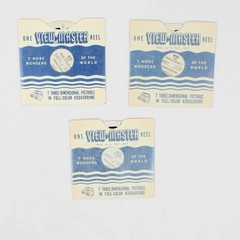 ONE VIEW-MASTER REEL
7 MORE WONDERS OF THE WORLD
7 THREE-DIMENSIONAL PICTURES
IN FULL-COLOR KODACHROME
ONE VIEW-MASTER REEL
7 MORE WONDERS OF THE WORLD
7 THREE-DIMENSIONAL PICTURES
IN FULL-COLOR KODACHROME
ONE VIEW-MASTER REEL
7 MORE WONDERS OF THE WORLD
7 THREE-DIMENSIONAL PICTURES
IN FULL-COLOR KODACHROME